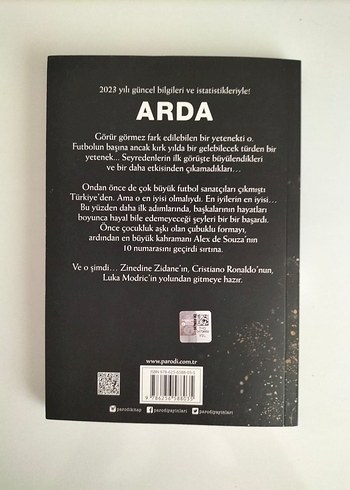 2023 yılı güncel bilgileri ve istatistikleriyle!
ARDA
Görür görmez fark edilebilen bir yetenekti o.
Futbolun başına ancak kırk yılda bir gelebilecek türden bir
yetenek... Seyredenlerin ilk görüşte büyülendikleri
ve bir daha etkisinden çıkamadıkları...
Ondan önce de çok büyük futbol sanatçıları çıkmıştı
Türkiye'den. Ama o en iyisi olmalıydı. En iyilerin en iyisi...
Bu yüzden daha ilk adımlarında, başkalarının hayatları
boyunca hayal bile edemeyeceği şeyleri bir bir başardı.
Önce çocukluk aşkı olan çubuklu formayı,
ardından en büyük kahramanı Alex de Souza'nın
10 numarasını geçirdi sırtına.
Ve o şimdi... Zinedine Zidane'ın, Cristiano Ronaldo'nun,
Luka Modric'in yolundan gitmeye hazır.
www.parodi.com.tr
parodikitap
parodiyayinlari
parodiyayinlari